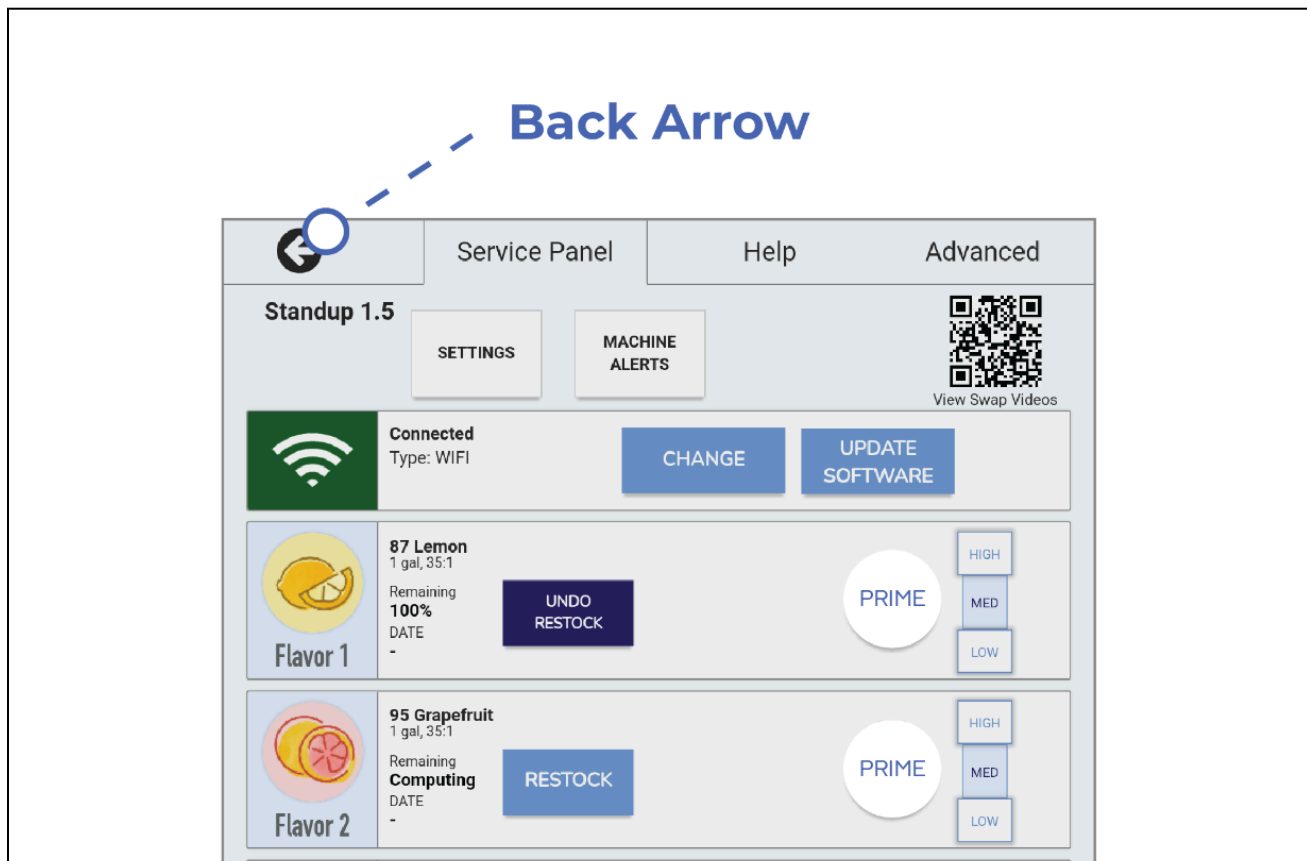 Back Arrow
Service Panel
Help
Advanced
Standup 1.5
SETTINGS
MACHINE
ALERTS
View Swap Videos
Connected
Type: WIFI
CHANGE
UPDATE
SOFTWARE
87 Lemon
1 gal, 35:1
Remaining
100%
DATE
-
UNDO
RESTOCK
PRIME
HIGH
MED
LOW
Flavor 1
95 Grapefruit
1 gal, 35:1
Remaining
Computing
DATE
-
RESTOCK
PRIME
HIGH
MED
LOW
Flavor 2